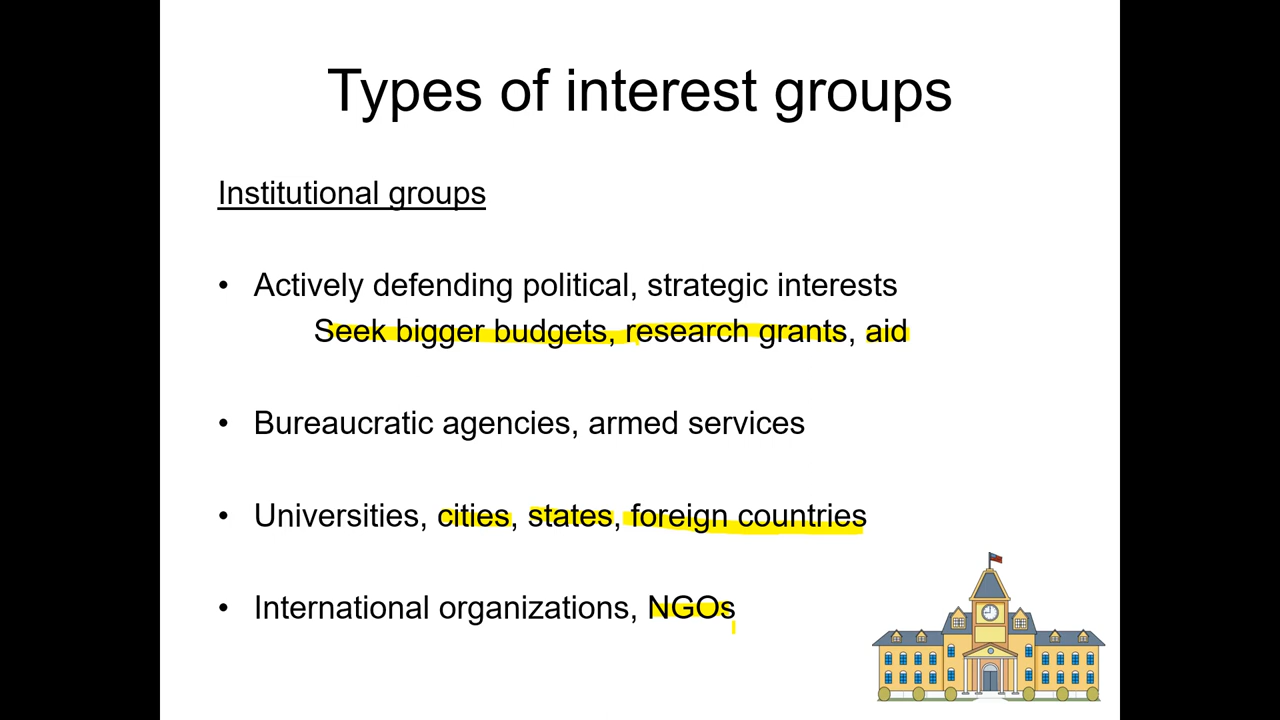 Types of interest groups
Institutional groups
• Actively defending political, strategic interests
Seek bigger budgets, research grants, aid
• Bureaucratic agencies, armed services
• Universities, cities, states, foreign countries
• International organizations, NGOs